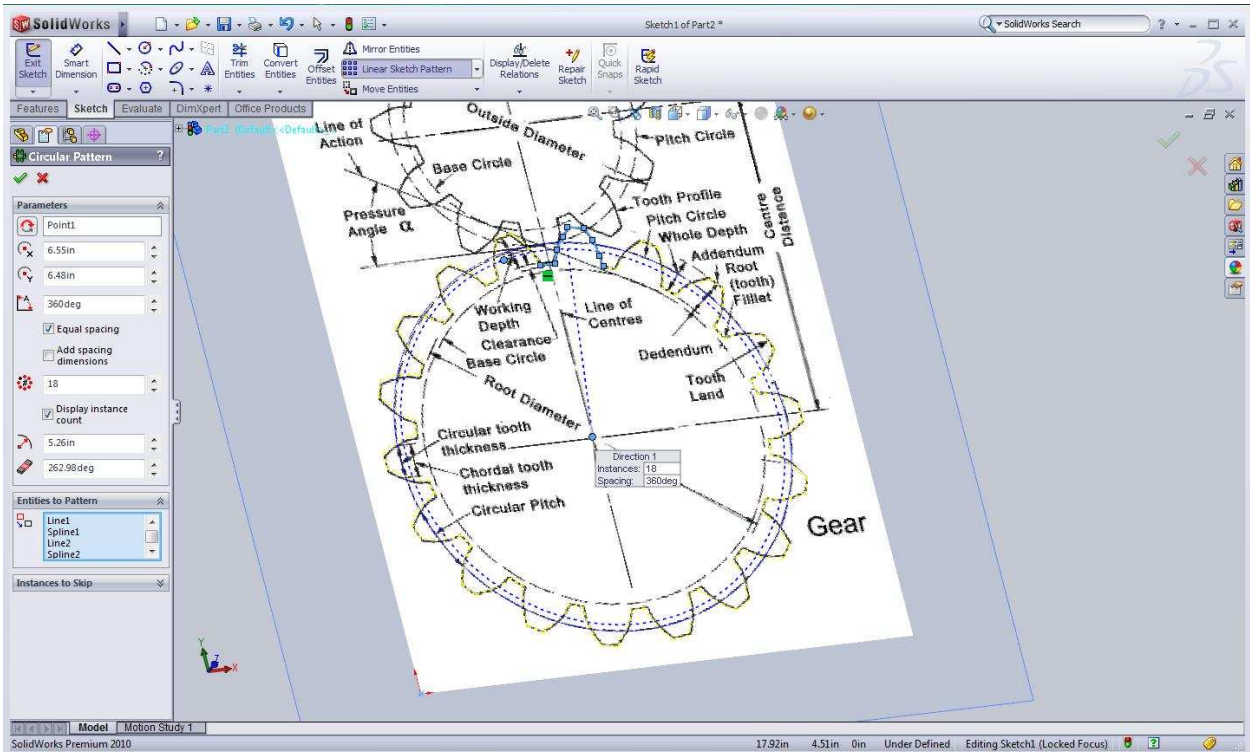 SolidWorks
Sketch1 of Part2 *
SolidWorks Search
?
Exit Sketch
Smart Dimension
Trim Entities
Convert Entities
Offset Entities
Mirror Entities
Linear Sketch Pattern
Move Entities
Display/Delete Relations
Repair Sketch
Quick Snaps
Rapid Sketch
Features
Sketch
Evaluate
DimXpert
Office Products
Part2 (Default<<Defau
Circular Pattern
?
Parameters
Point1
6.55in
6.48in
360deg
Equal spacing
Add spacing
dimensions
18
Display instance
count
5.26in
262.98deg
Entities to Pattern
Line1
Spline1
Line2
Spline2
Instances to Skip
Line of
Action
Outside Diameter
Pitch Circle
Base Circle
Pressure
Angle α
Tooth Profile
Pitch Circle
Whole Depth
Centre
Distance
Addendum
Root
(tooth)
Filllet
Working
Depth
Clearance
Base Circle
Line of
Centres
Dedendum
Tooth
Land
Root Diameter
Circular tooth
thickness
Chordal tooth
thickness
Circular Pitch
Direction 1
Instances: 18
Spacing: 360deg
Gear
Y
Z
X
Model
Motion Study 1
SolidWorks Premium 2010
17.92in
4.51in
0in
Under Defined
Editing Sketch1 (Locked Focus)